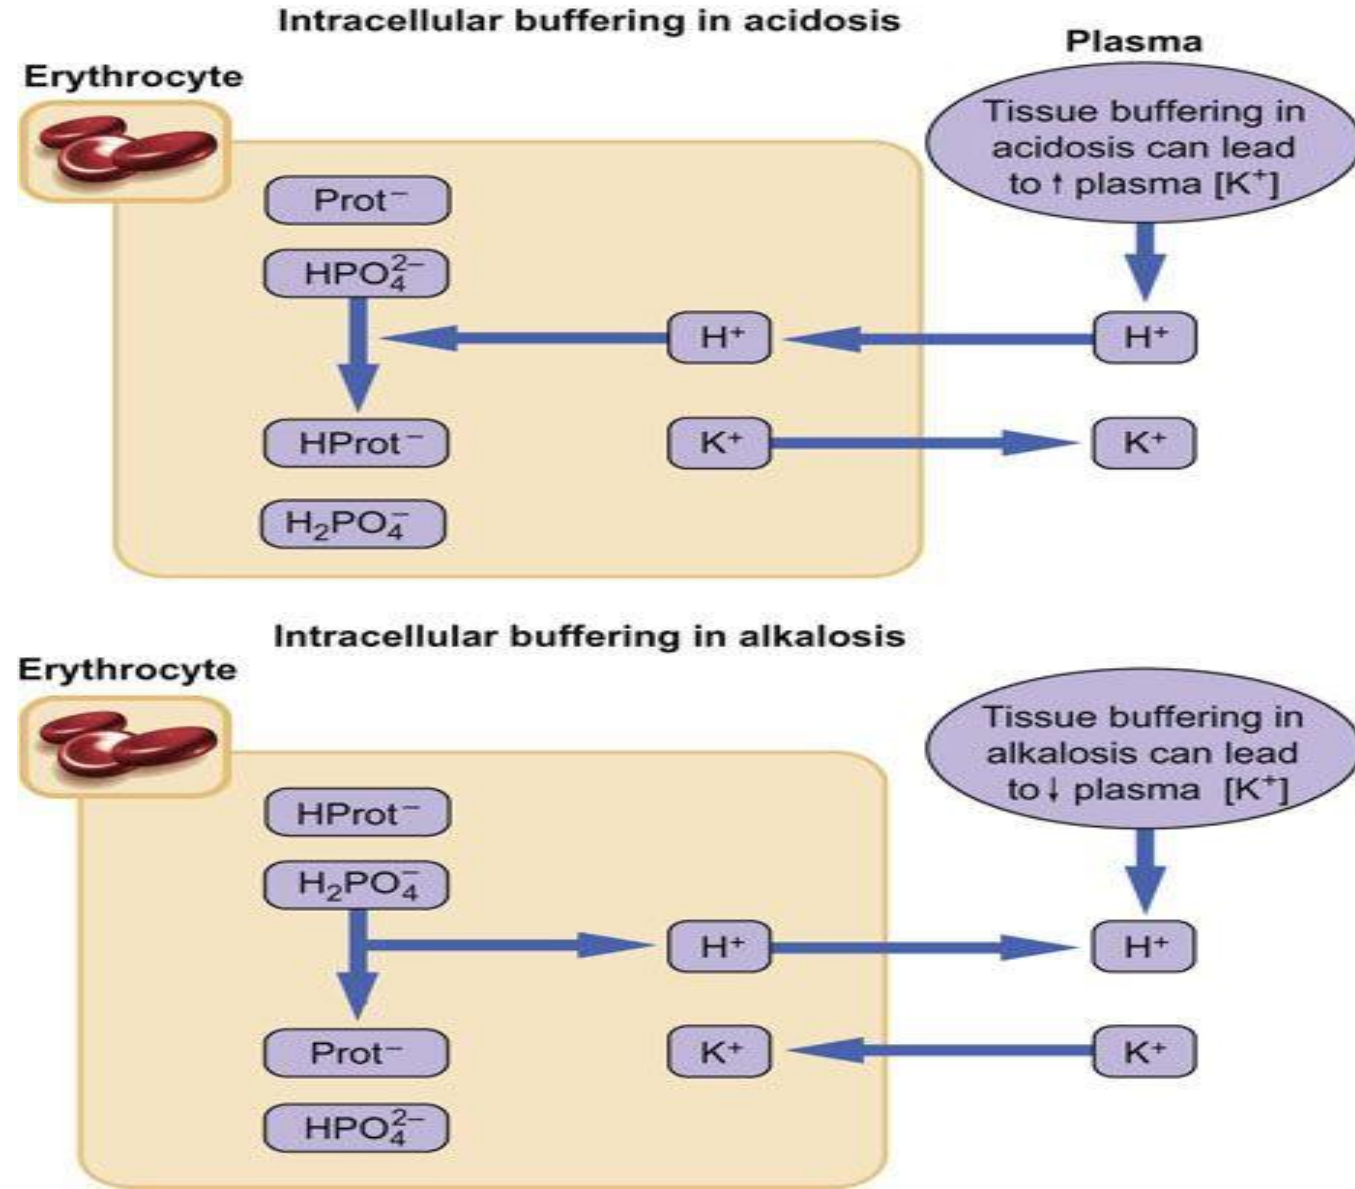 Intracellular buffering in acidosis
Plasma
Erythrocyte
Tissue buffering in
acidosis can lead
to ↑ plasma [K⁺]
Prot⁻
HPO₄²⁻
H⁺
H⁺
HProt⁻
K⁺
K⁺
H₂PO₄⁻
Intracellular buffering in alkalosis
Erythrocyte
Tissue buffering in
alkalosis can lead
to ↓ plasma [K⁺]
HProt⁻
H₂PO₄⁻
H⁺
H⁺
Prot⁻
K⁺
K⁺
HPO₄²⁻